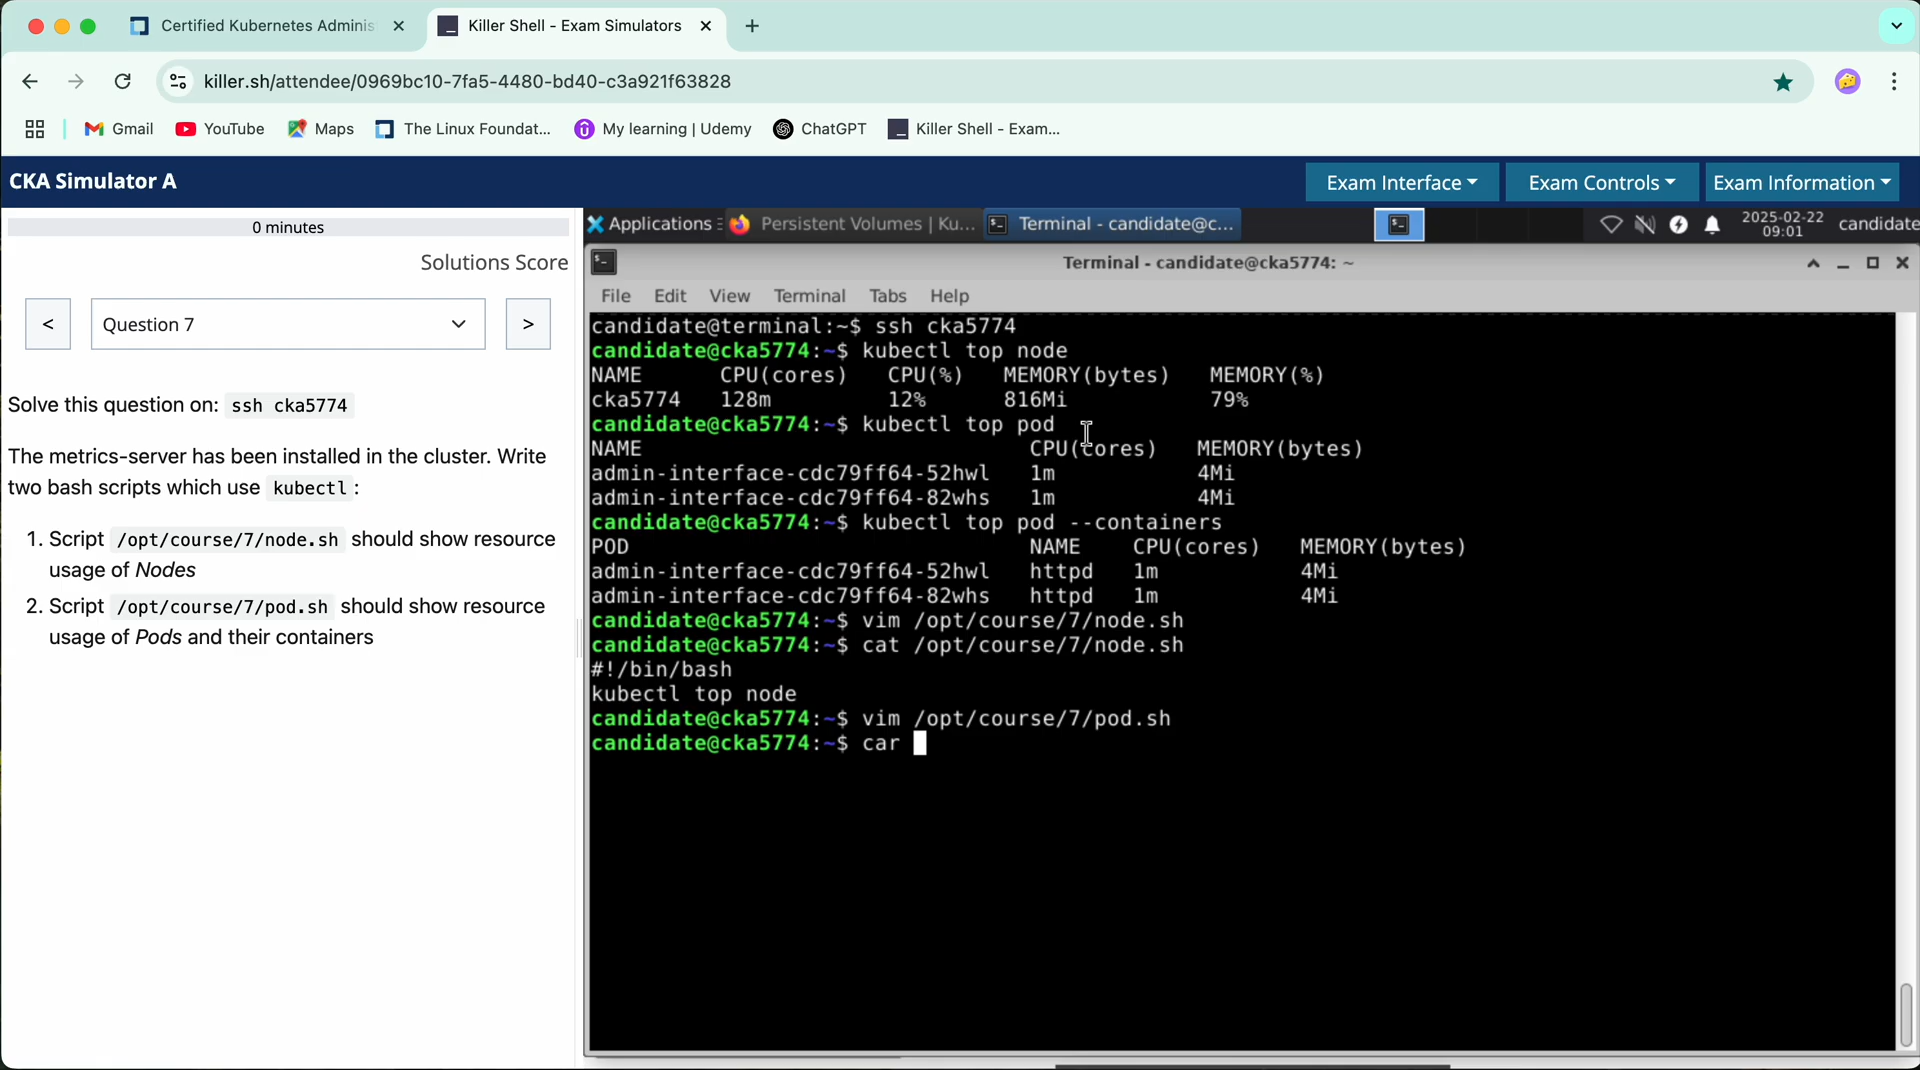 Certified Kubernetes Adminis
Killer Shell - Exam Simulators
killer.sh/attendee/0969bc10-7fa5-4480-bd40-c3a921f63828
Gmail
YouTube
Maps
The Linux Foundat...
My learning | Udemy
ChatGPT
Killer Shell - Exam...
CKA Simulator A
Exam Interface
Exam Controls
Exam Information
0 minutes
Solutions Score
<
Question 7
>
Solve this question on: ssh cka5774
The metrics-server has been installed in the cluster. Write
two bash scripts which use kubectl :
1. Script /opt/course/7/node.sh should show resource
usage of Nodes
2. Script /opt/course/7/pod.sh should show resource
usage of Pods and their containers
Applications
Persistent Volumes | Ku...
Terminal - candidate@c...
2025-02-22
09:01
candidate
Terminal - candidate@cka5774: ~
File Edit View Terminal Tabs Help
candidate@terminal:~$ ssh cka5774
candidate@cka5774:~$ kubectl top node
NAME CPU(cores) CPU(%) MEMORY(bytes) MEMORY(%)
cka5774 128m 12% 816Mi 79%
candidate@cka5774:~$ kubectl top pod
NAME CPU(cores) MEMORY(bytes)
admin-interface-cdc79ff64-52hwl 1m 4Mi
admin-interface-cdc79ff64-82whs 1m 4Mi
candidate@cka5774:~$ kubectl top pod --containers
POD NAME CPU(cores) MEMORY(bytes)
admin-interface-cdc79ff64-52hwl httpd 1m 4Mi
admin-interface-cdc79ff64-82whs httpd 1m 4Mi
candidate@cka5774:~$ vim /opt/course/7/node.sh
candidate@cka5774:~$ cat /opt/course/7/node.sh
#!/bin/bash
kubectl top node
candidate@cka5774:~$ vim /opt/course/7/pod.sh
candidate@cka5774:~$ car